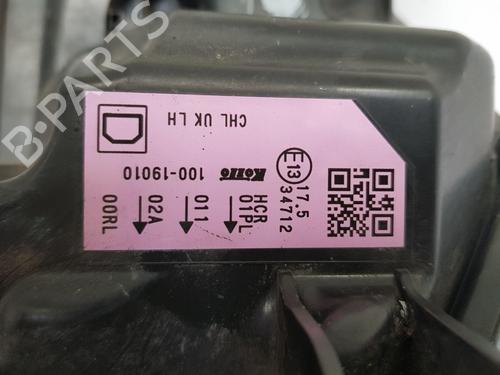 CHL UK LH
Koito 100-19010
E13 17.5
34712
HCR
01PL
011
02A
00RL
B-PARTS